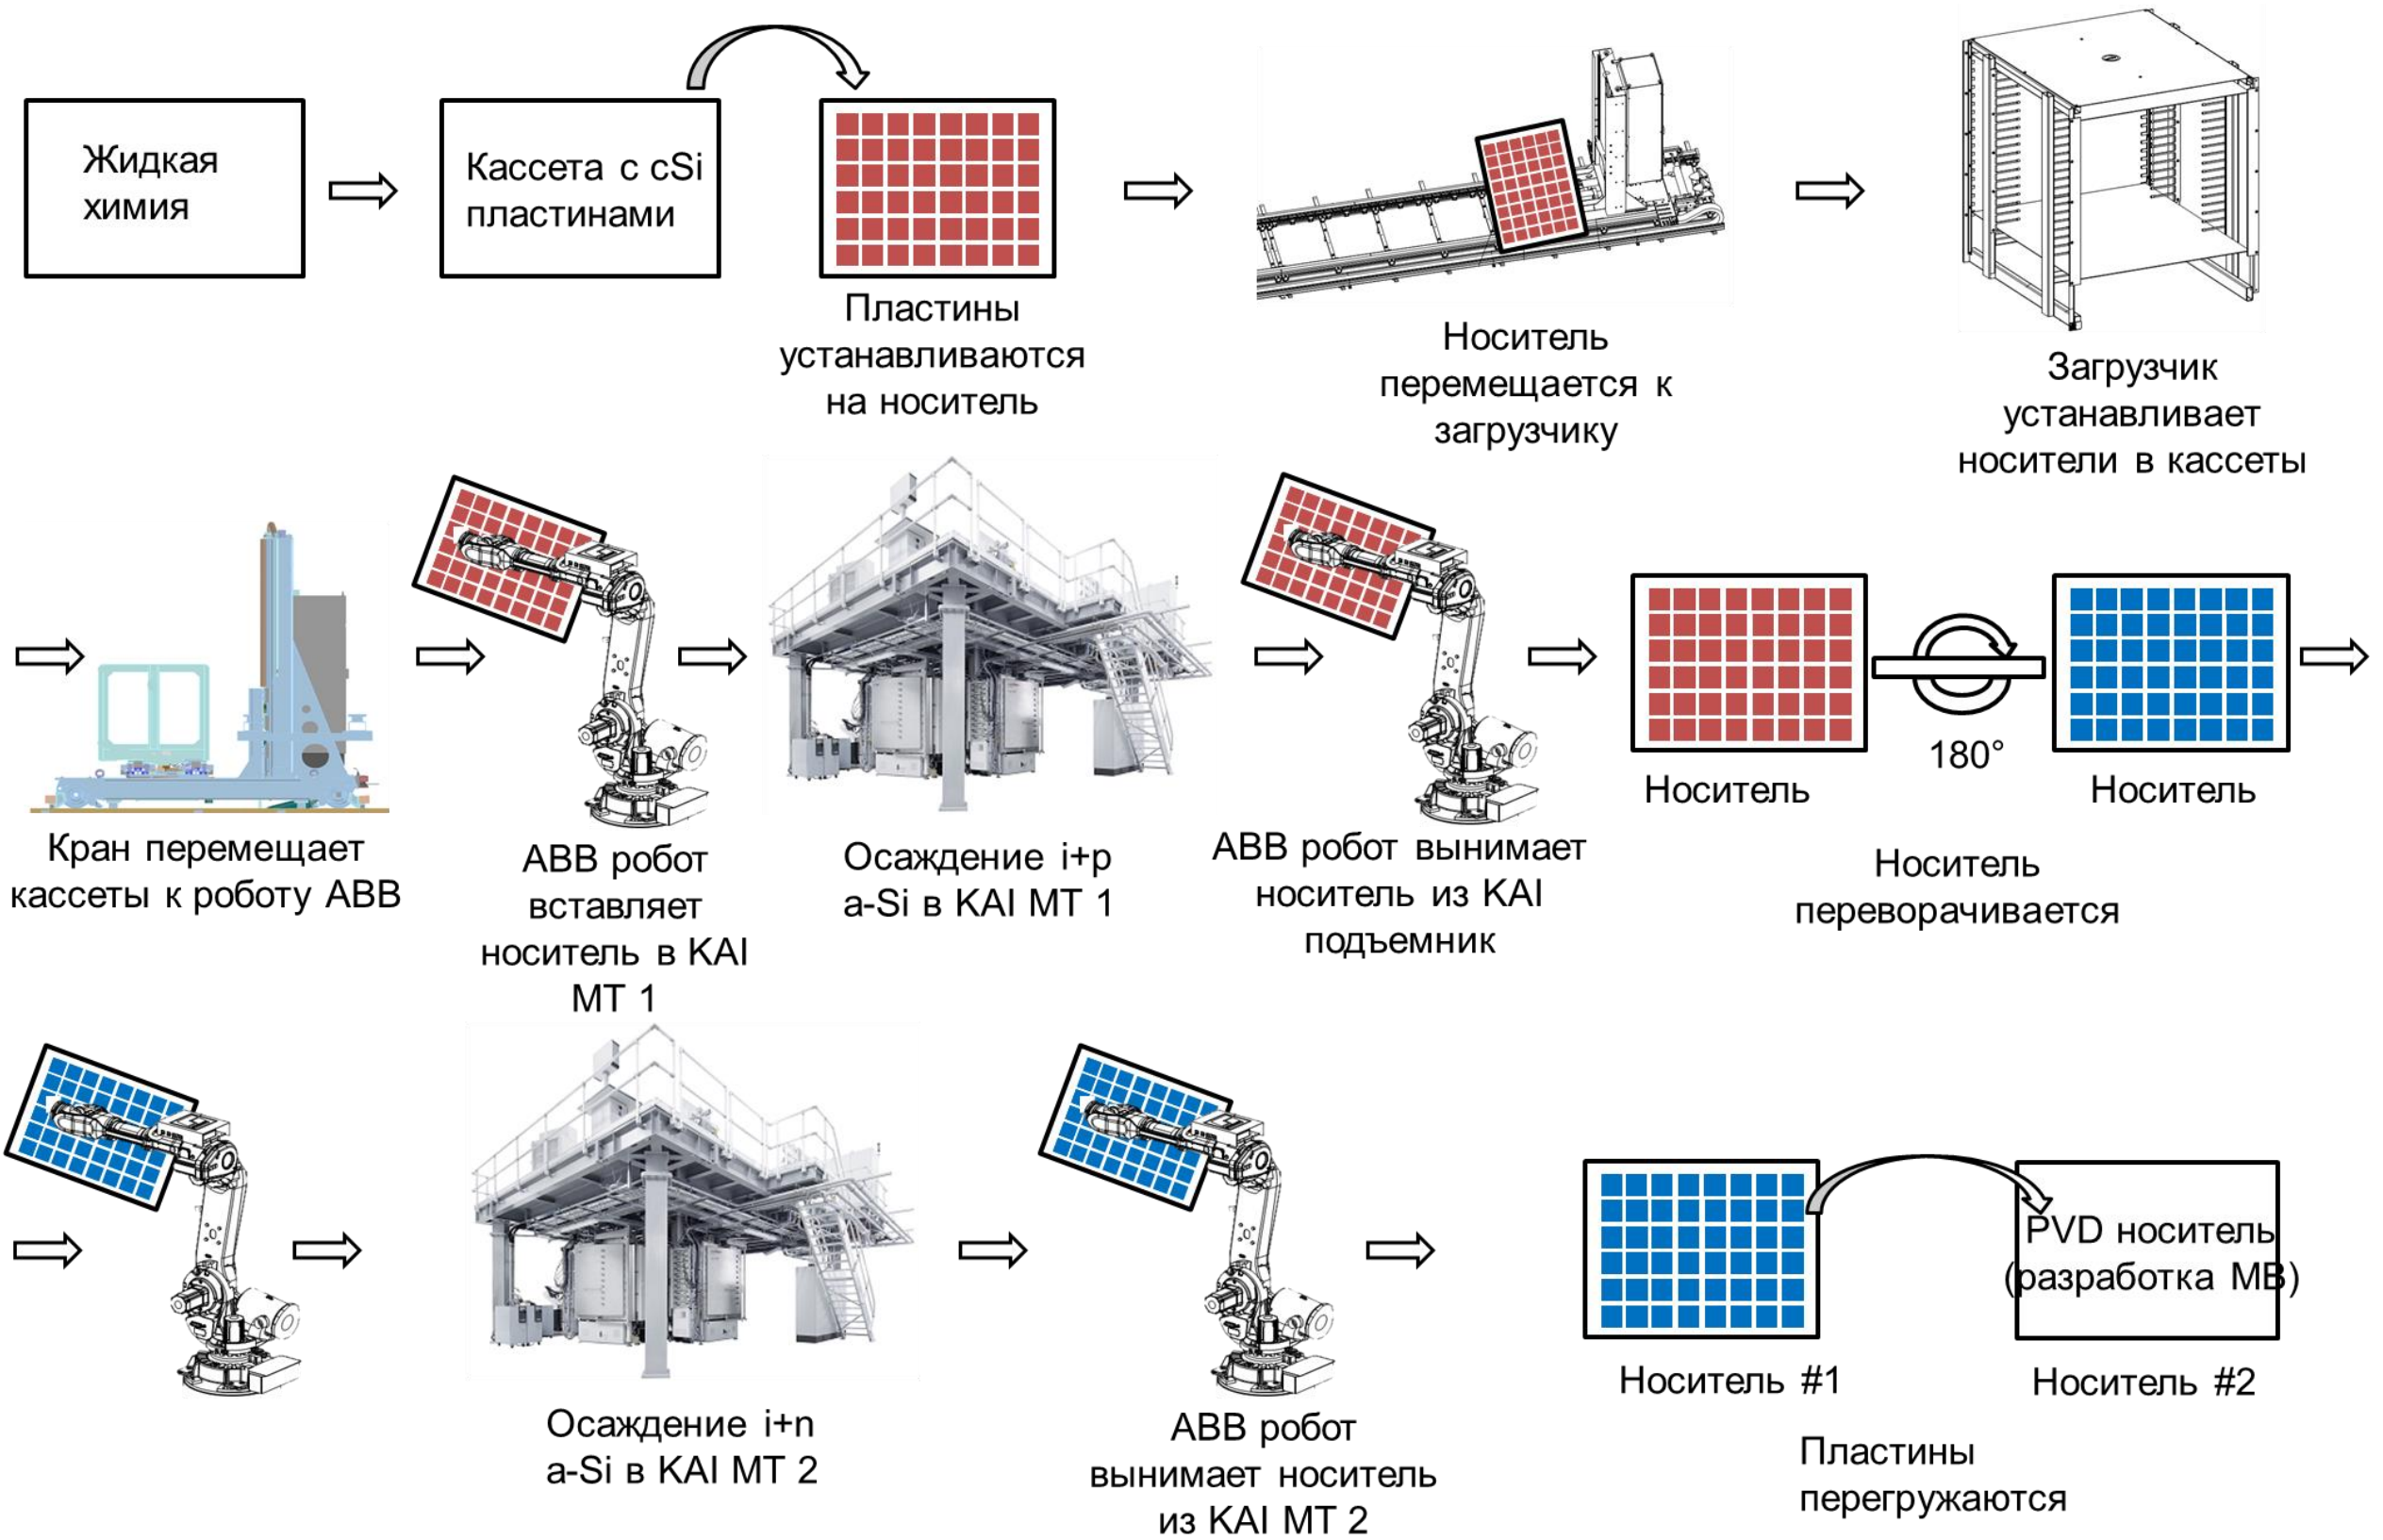 Жидкая
химия
Кассета с cSi
пластинами
Пластины
устанавливаются
на носитель
Носитель
перемещается к
загрузчику
Загрузчик
устанавливает
носители в кассеты
Кран перемещает
кассеты к роботу ABB
ABB робот
вставляет
носитель в KAI
MT 1
Осаждение i+p
a-Si в KAI MT 1
ABB робот вынимает
носитель из KAI
подъемник
Носитель
180°
Носитель
Носитель
переворачивается
Осаждение i+n
a-Si в KAI MT 2
ABB робот
вынимает носитель
из KAI MT 2
Носитель #1
PVD носитель
(разработка MB)
Носитель #2
Пластины
перегружаются